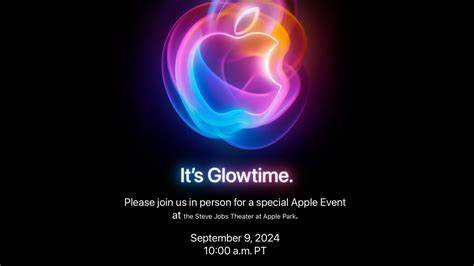 It's Glowtime.
Please join us in person for a special Apple Event
at the Steve Jobs Theater at Apple Park.
September 9, 2024
10:00 a.m. PT